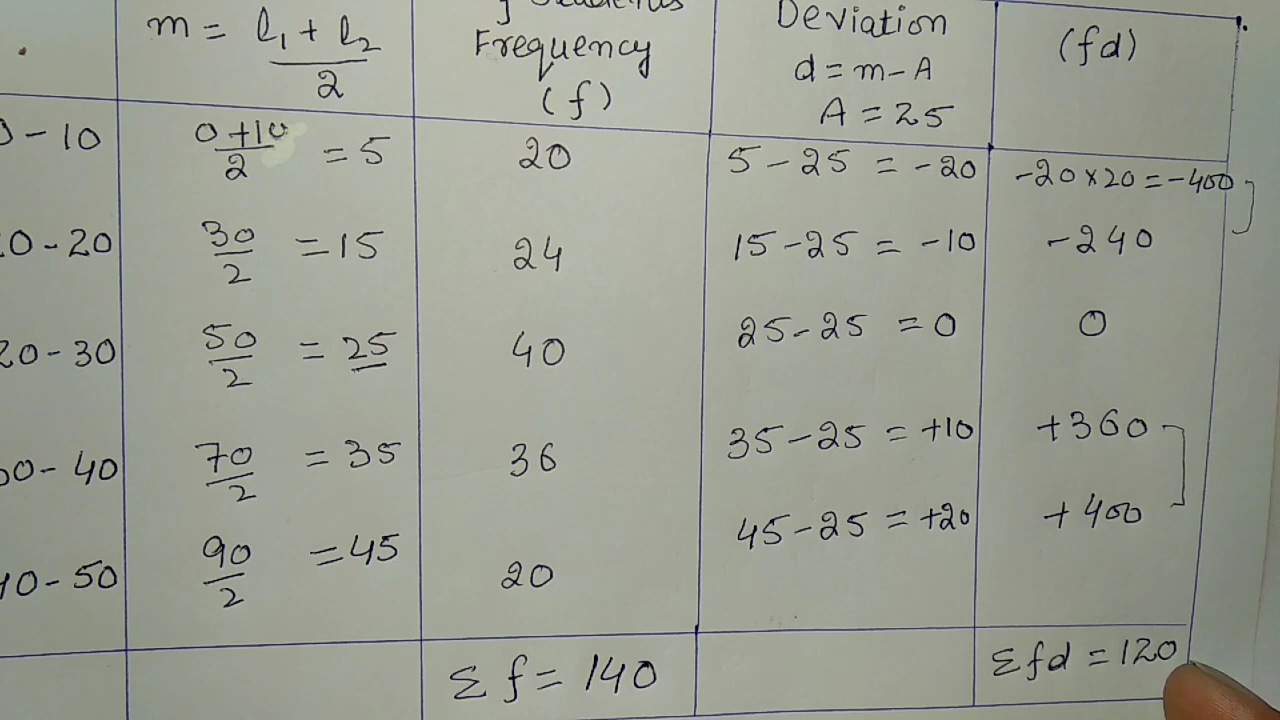 m = l₁ + l₂ / 2
Frequency
(f)
Deviation
d = m - A
A = 25
(fd)
0 - 10 0+10/2 = 5 20 5 - 25 = -20 -20 x 20 = -400
0 - 20 30/2 = 15 24 15 - 25 = -10 -240
20 - 30 50/2 = 25 40 25 - 25 = 0 0
0 - 40 70/2 = 35 36 35 - 25 = +10 +360
0 - 50 90/2 = 45 20 45 - 25 = +20 +400
Σ f = 140 Σ fd = 120